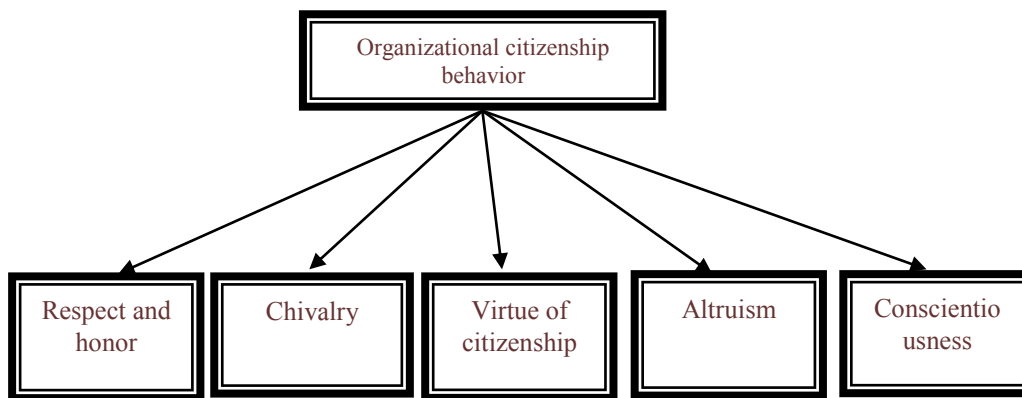 Organizational citizenship
behavior
Respect and
honor
Chivalry
Virtue of
citizenship
Altruism
Conscientio
usness